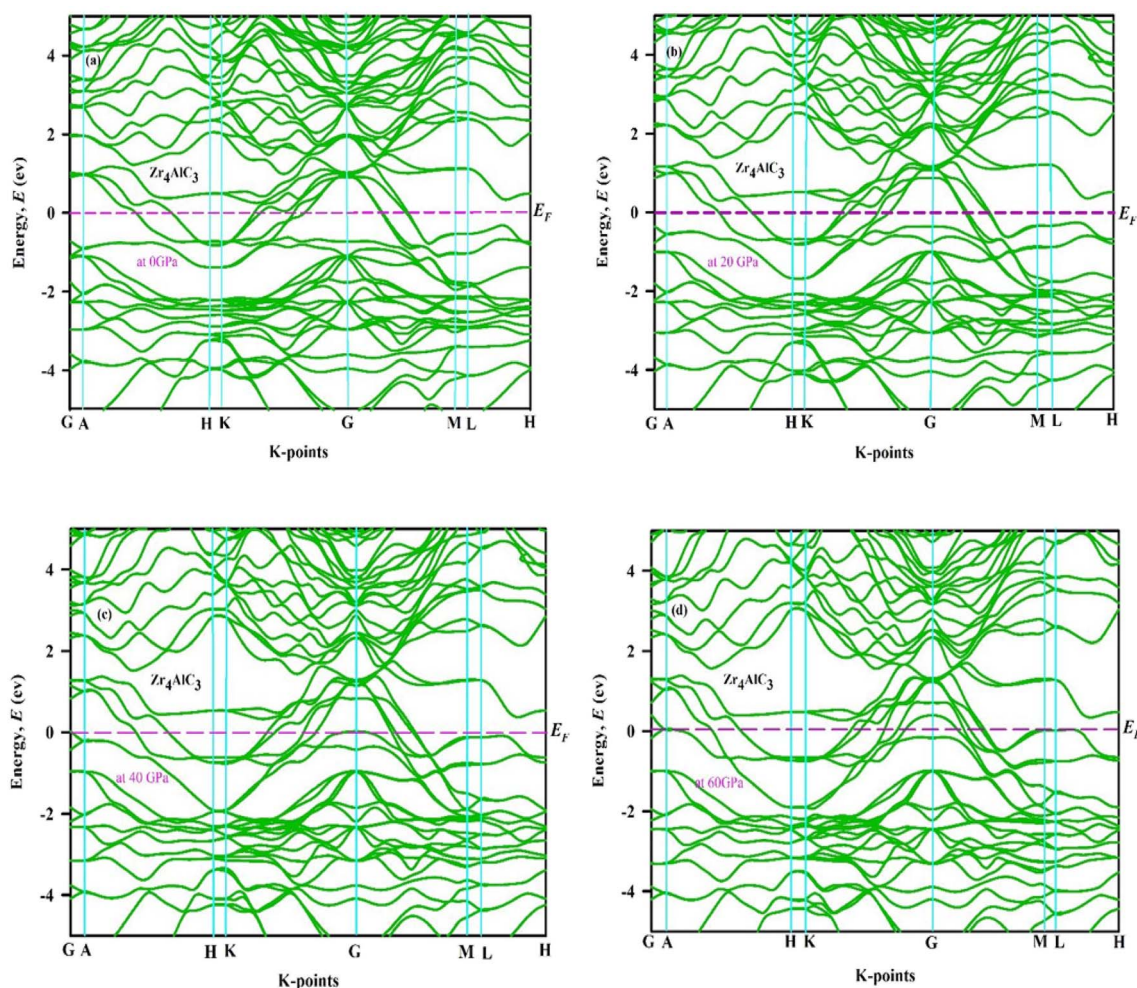 (a)
4
2
0
-2
-4
Energy, E (ev)
Zr4AlC3
at 0GPa
EF
G A H K G M L H
K-points
(b)
4
2
0
-2
-4
Energy, E (ev)
Zr4AlC3
at 20 GPa
EF
G A H K G M L H
K-points
(c)
4
2
0
-2
-4
Energy, E (ev)
Zr4AlC3
at 40 GPa
EF
G A H K G M L H
K-points
(d)
4
2
0
-2
-4
Energy, E (ev)
Zr4AlC3
at 60GPa
E
G A H K G M L H
K-points